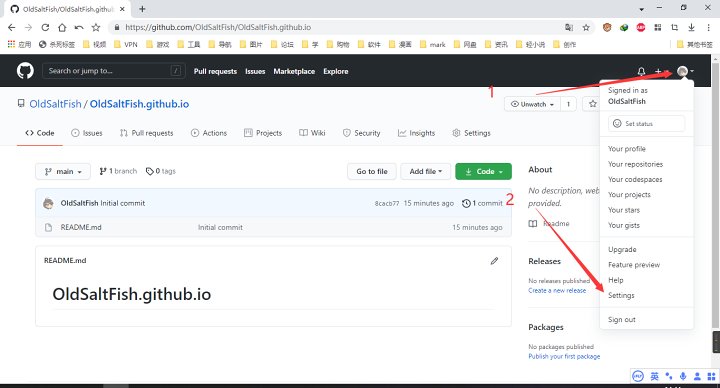 OldSaltFish/OldSaltFish.github.io
https://github.com/OldSaltFish/OldSaltFish.github.io
应用 杀死标签 视频 VPN 游戏 工具 导航 图片 论坛 学 购物 软件 漫画 mark 网盘 资讯 轻小说 创作 其他书签
Search or jump to... / Pull requests Issues Marketplace Explore
1
OldSaltFish / OldSaltFish.github.io
Unwatch 1
Code Issues Pull requests Actions Projects Wiki Security Insights Settings
main 1 branch 0 tags Go to file Add file Code
OldSaltFish Initial commit 8cacb77 15 minutes ago 1 commit
README.md Initial commit 15 minutes ago
README.md
OldSaltFish.github.io
2
About
No description, web
provided.
Readme
Releases
No releases published
Create a new release
Packages
No packages published
Publish your first package
Signed in as
OldSaltFish
Set status
Your profile
Your repositories
Your codespaces
Your projects
Your stars
Your gists
Upgrade
Feature preview
Help
Settings
Sign out
英